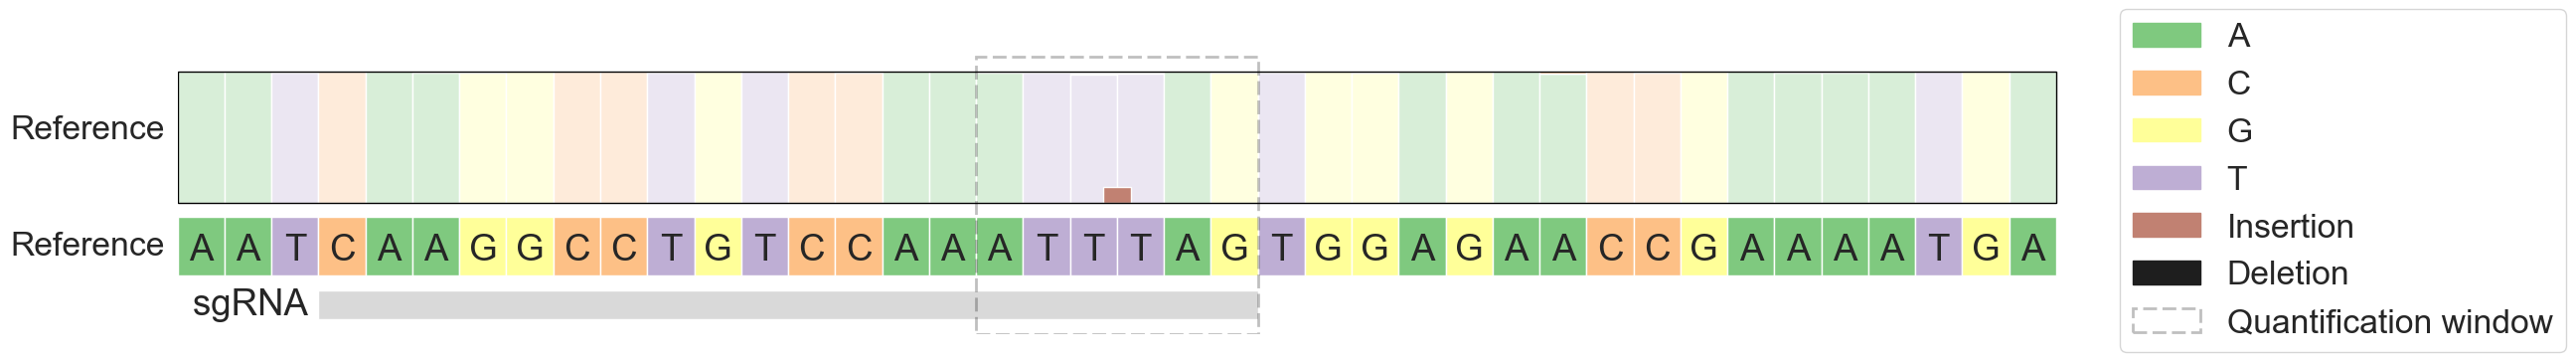 Reference
Reference A A T C A A G G C C T G T C C A A A T T T A G T G G A G A A C C G A A A A T G A
sgRNA
A
C
G
T
Insertion
Deletion
Quantification window